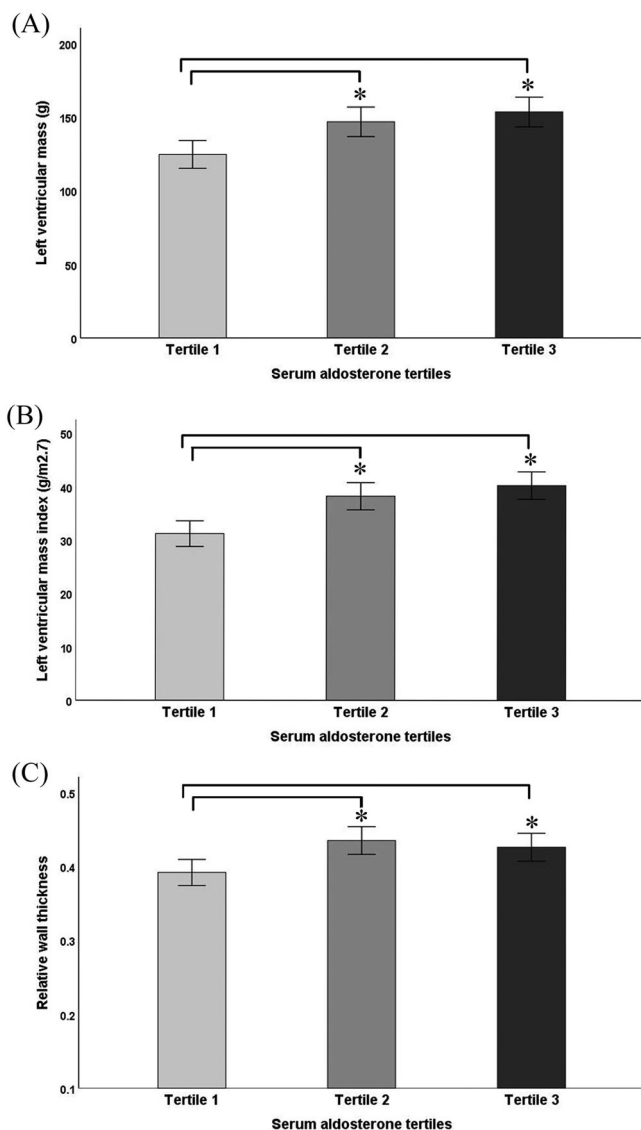 (A)
200
150
100
50
0
Left ventricular mass (g)
*
*
Tertile 1 Tertile 2 Tertile 3
Serum aldosterone tertiles
(B)
50
40
30
20
10
0
Left ventricular mass index (g/m2.7)
*
*
Tertile 1 Tertile 2 Tertile 3
Serum aldosterone tertiles
(C)
0.5
0.4
0.3
0.2
0.1
Relative wall thickness
*
*
Tertile 1 Tertile 2 Tertile 3
Serum aldosterone tertiles